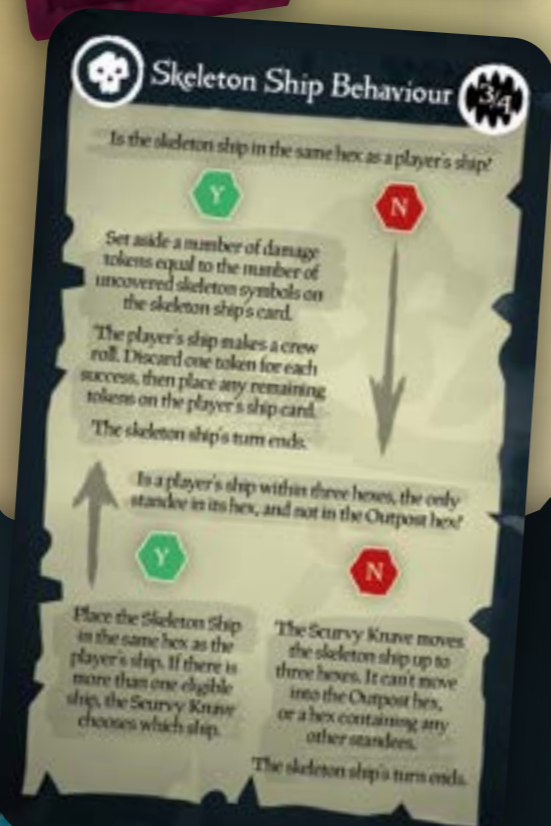 Skeleton Ship Behaviour
3/4
Is the skeleton ship in the same hex as a player's ship?
Y
N
Set aside a number of damage
tokens equal to the number of
uncovered skeleton symbols on
the skeleton ship's card.
The player's ship makes a crew
roll. Discard one token for each
success, then place any remaining
tokens on the player's ship card.
The skeleton ship's turn ends.
Is a player's ship within three hexes, the only
standee in its hex, and not in the Outpost hex?
Y
N
Place the Skeleton Ship
in the same hex as the
player's ship. If there is
more than one eligible
ship, the Scurvy Knave
chooses which ship.
The Scurvy Knave moves
the skeleton ship up to
three hexes. It can't move
into the Outpost hex,
or a hex containing any
other standees.
The skeleton ship's turn ends.